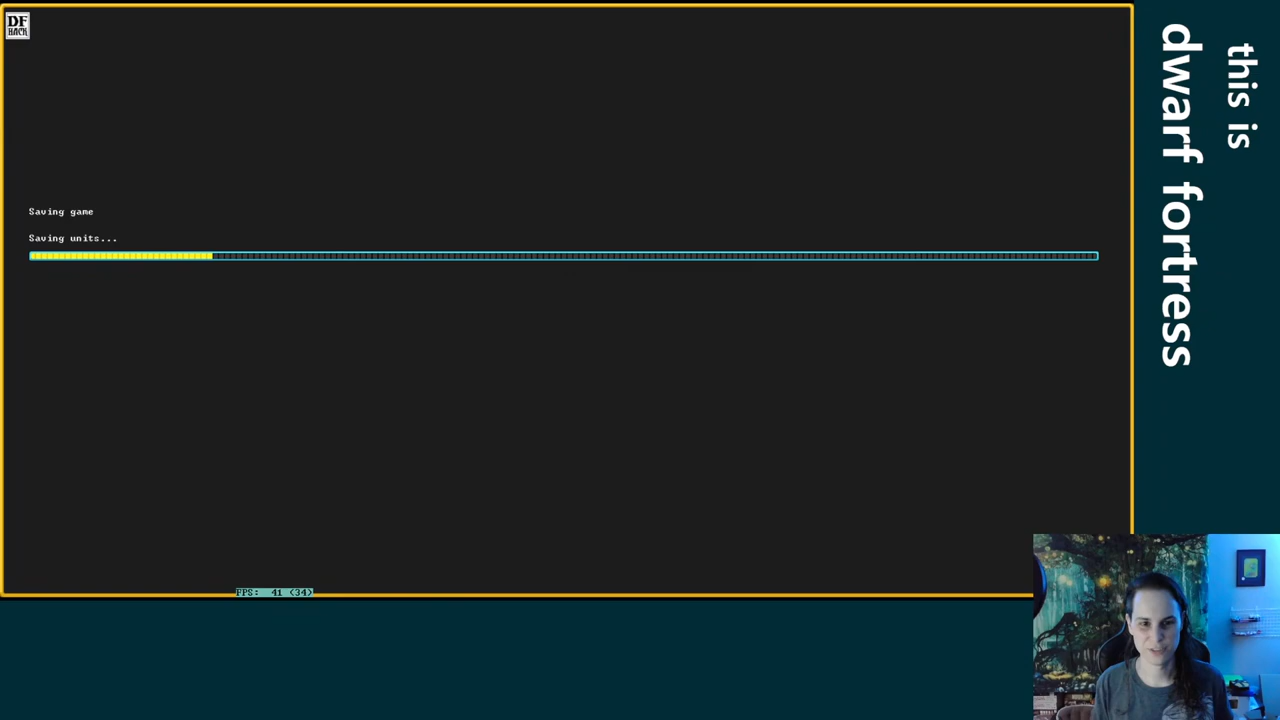 DF
HACK
Saving game
Saving units...
FPS: 41 (34)
this is
dwarf fortress